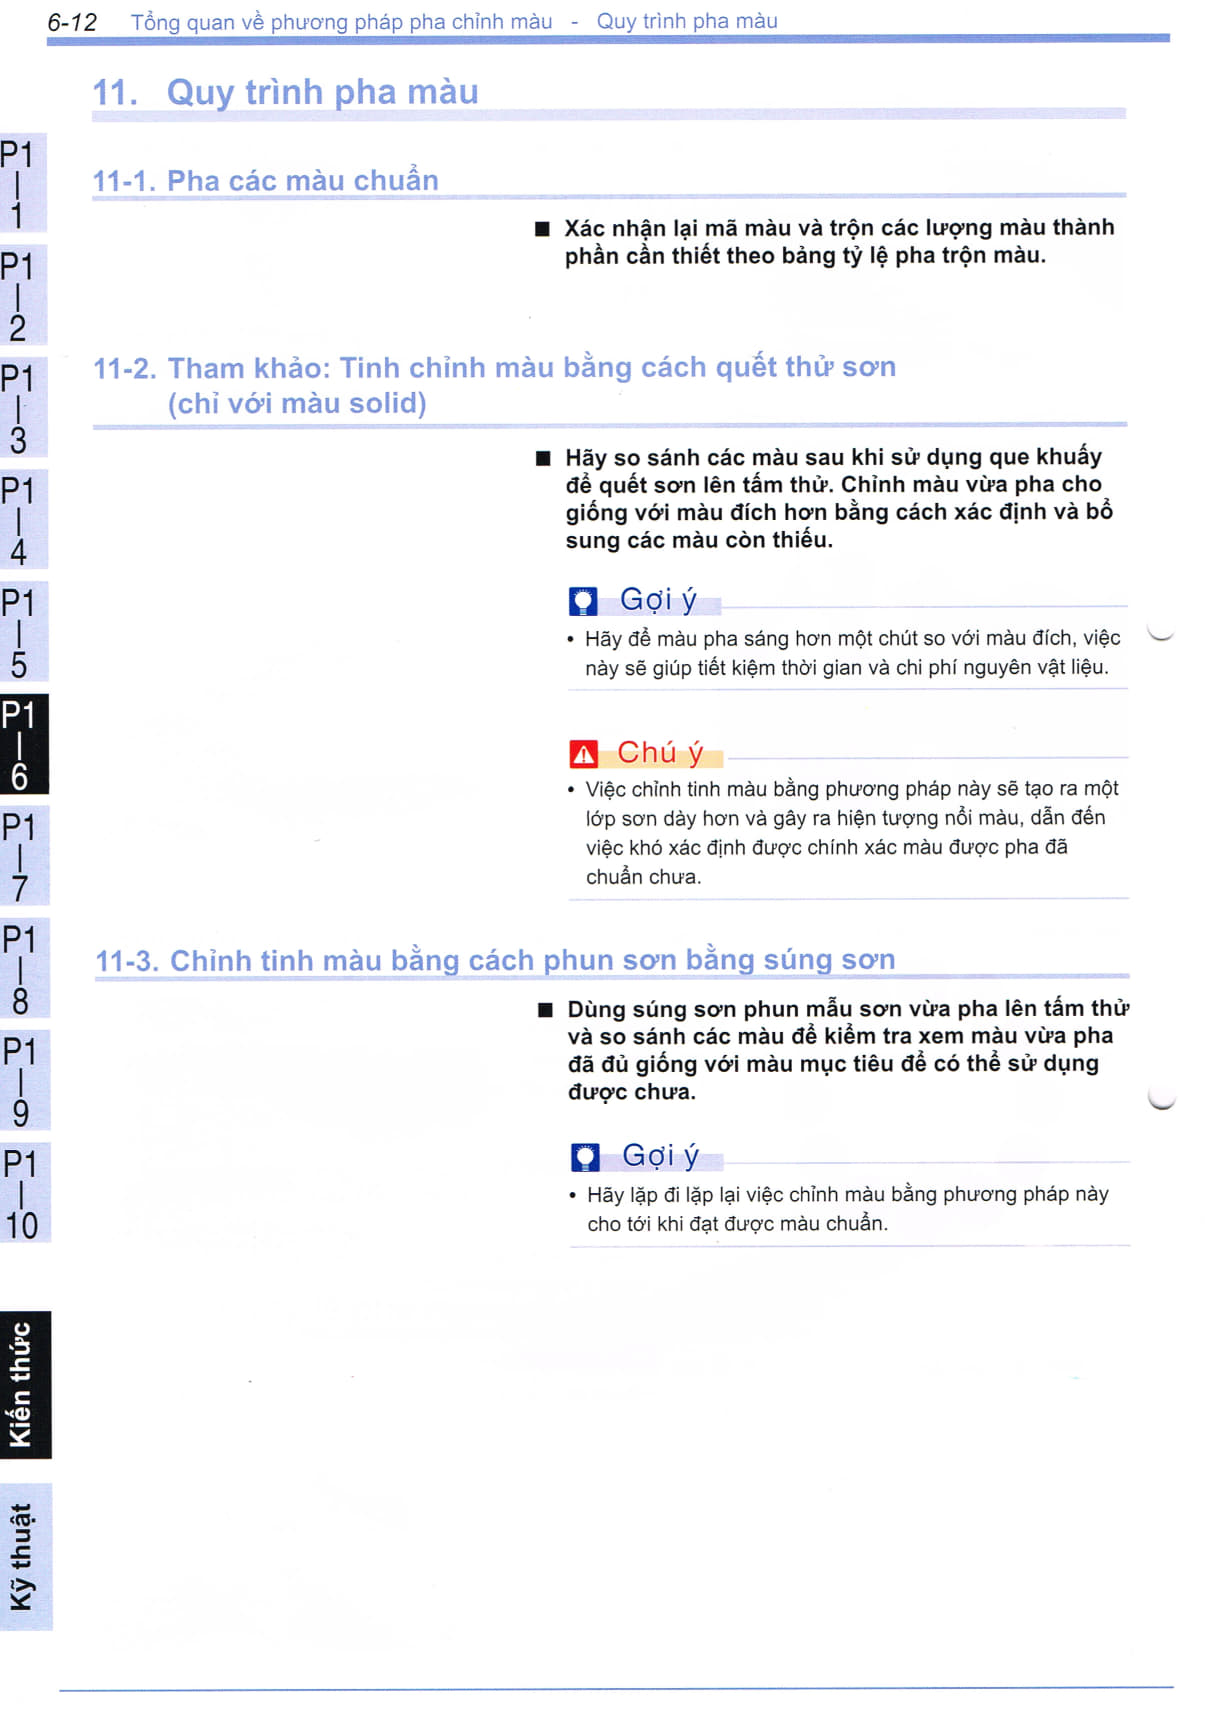 6-12 Tổng quan về phương pháp pha chỉnh màu - Quy trình pha màu
11. Quy trình pha màu
11-1. Pha các màu chuẩn
■ Xác nhận lại mã màu và trộn các lượng màu thành
phần cần thiết theo bảng tỷ lệ pha trộn màu.
11-2. Tham khảo: Tinh chỉnh màu bằng cách quết thử sơn
(chỉ với màu solid)
■ Hãy so sánh các màu sau khi sử dụng que khuấy
để quết sơn lên tấm thử. Chỉnh màu vừa pha cho
giống với màu đích hơn bằng cách xác định và bổ
sung các màu còn thiếu.
Gợi ý
• Hãy để màu pha sáng hơn một chút so với màu đích, việc
này sẽ giúp tiết kiệm thời gian và chi phí nguyên vật liệu.
Chú ý
• Việc chỉnh tinh màu bằng phương pháp này sẽ tạo ra một
lớp sơn dày hơn và gây ra hiện tượng nổi màu, dẫn đến
việc khó xác định được chính xác màu được pha đã
chuẩn chưa.
11-3. Chỉnh tinh màu bằng cách phun sơn bằng súng sơn
■ Dùng súng sơn phun mẫu sơn vừa pha lên tấm thử
và so sánh các màu để kiểm tra xem màu vừa pha
đã đủ giống với màu mục tiêu để có thể sử dụng
được chưa.
Gợi ý
• Hãy lặp đi lặp lại việc chỉnh màu bằng phương pháp này
cho tới khi đạt được màu chuẩn.
P1
|
1
P1
|
2
P1
|
3
P1
|
4
P1
|
5
P1
|
6
P1
|
7
P1
|
8
P1
|
9
P1
|
10
Kiến thức
Kỹ thuật